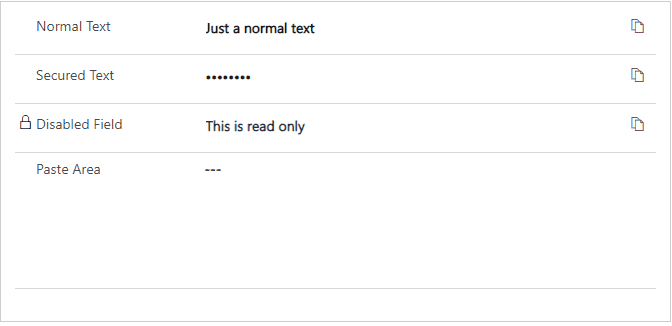 Normal Text Just a normal text
Secured Text ••••••••
Disabled Field This is read only
Paste Area ---